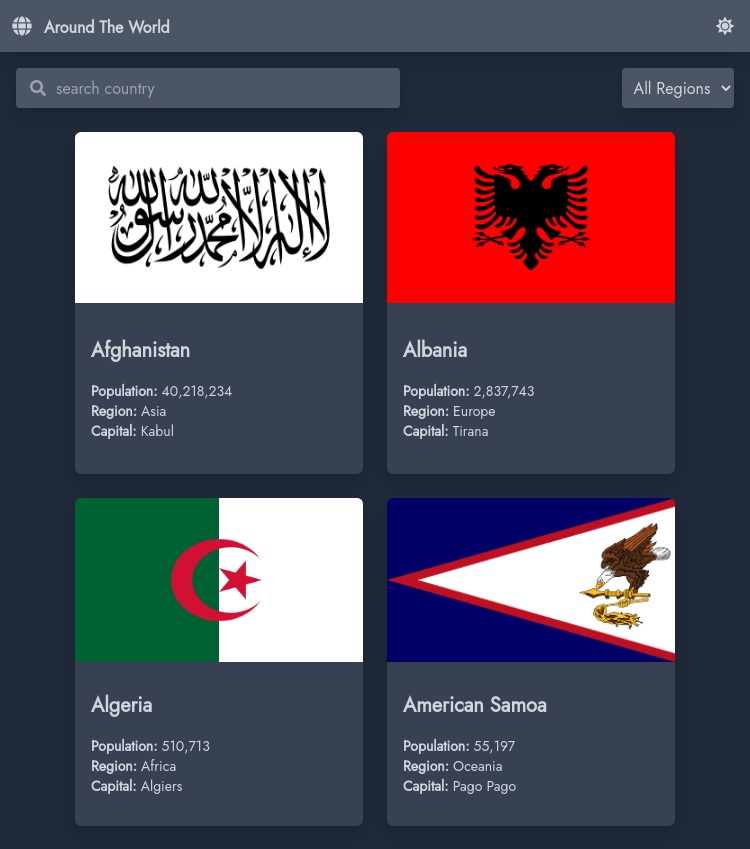 Around The World
search country
All Regions
لا إله إلا الله محمد رسول الله
Afghanistan
Population: 40,218,234
Region: Asia
Capital: Kabul
Albania
Population: 2,837,743
Region: Europe
Capital: Tirana
Algeria
Population: 510,713
Region: Africa
Capital: Algiers
American Samoa
Population: 55,197
Region: Oceania
Capital: Pago Pago